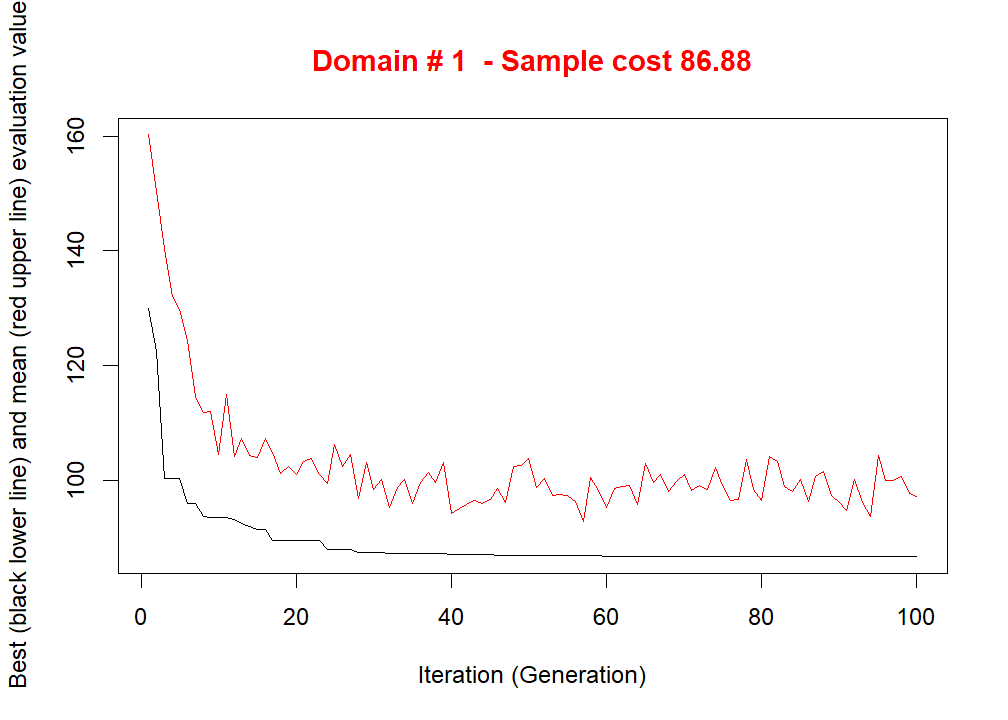 Domain # 1  - Sample cost 86.88
Best (black lower line) and mean (red upper line) evaluation value
160
140
120
100
0 20 40 60 80 100
Iteration (Generation)